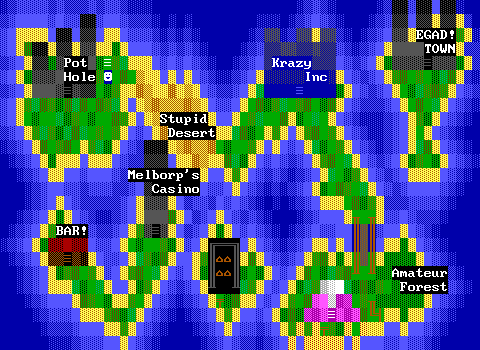 EGAD!
TOWN
Pot
Hole
Krazy
Inc
Stupid
Desert
Melborp's
Casino
BAR!
Amateur
Forest